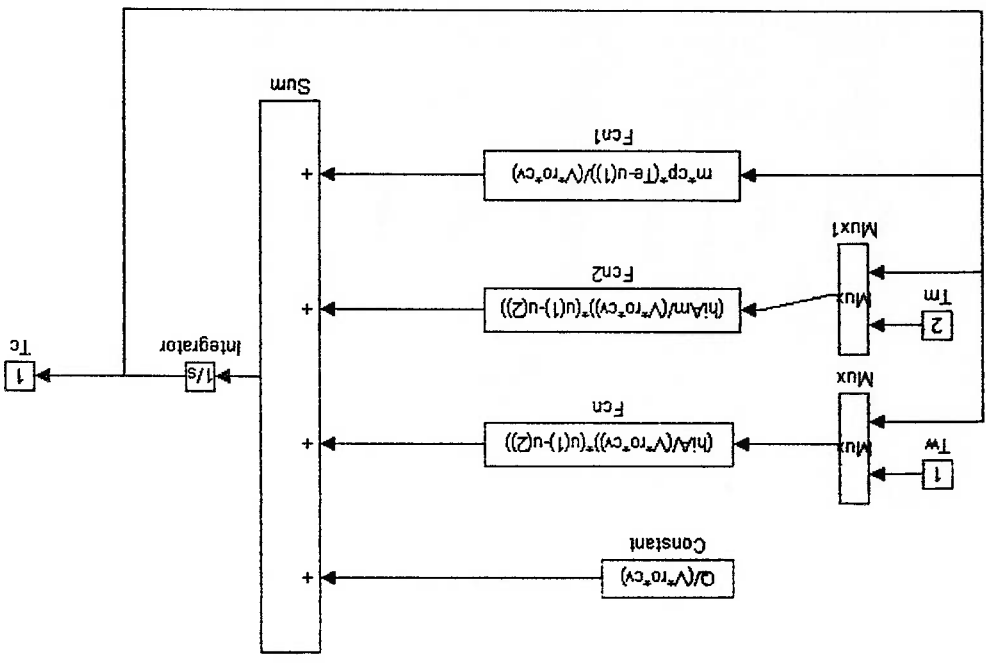 Q/(V*ro*cv)
Constant
+
1
Tw
Mux
Mux
(hiA/(V*ro*cv))*(u(1)-u(2))
Fcn
+
1/s
Integrator
1
Tc
2
Tm
Mux
Mux1
(hiAm/(V*ro*cv))*(u(1)-u(2))
Fcn2
+
m*cp*(Te-u(1))/(V*ro*cv)
Fcn1
+
Sum